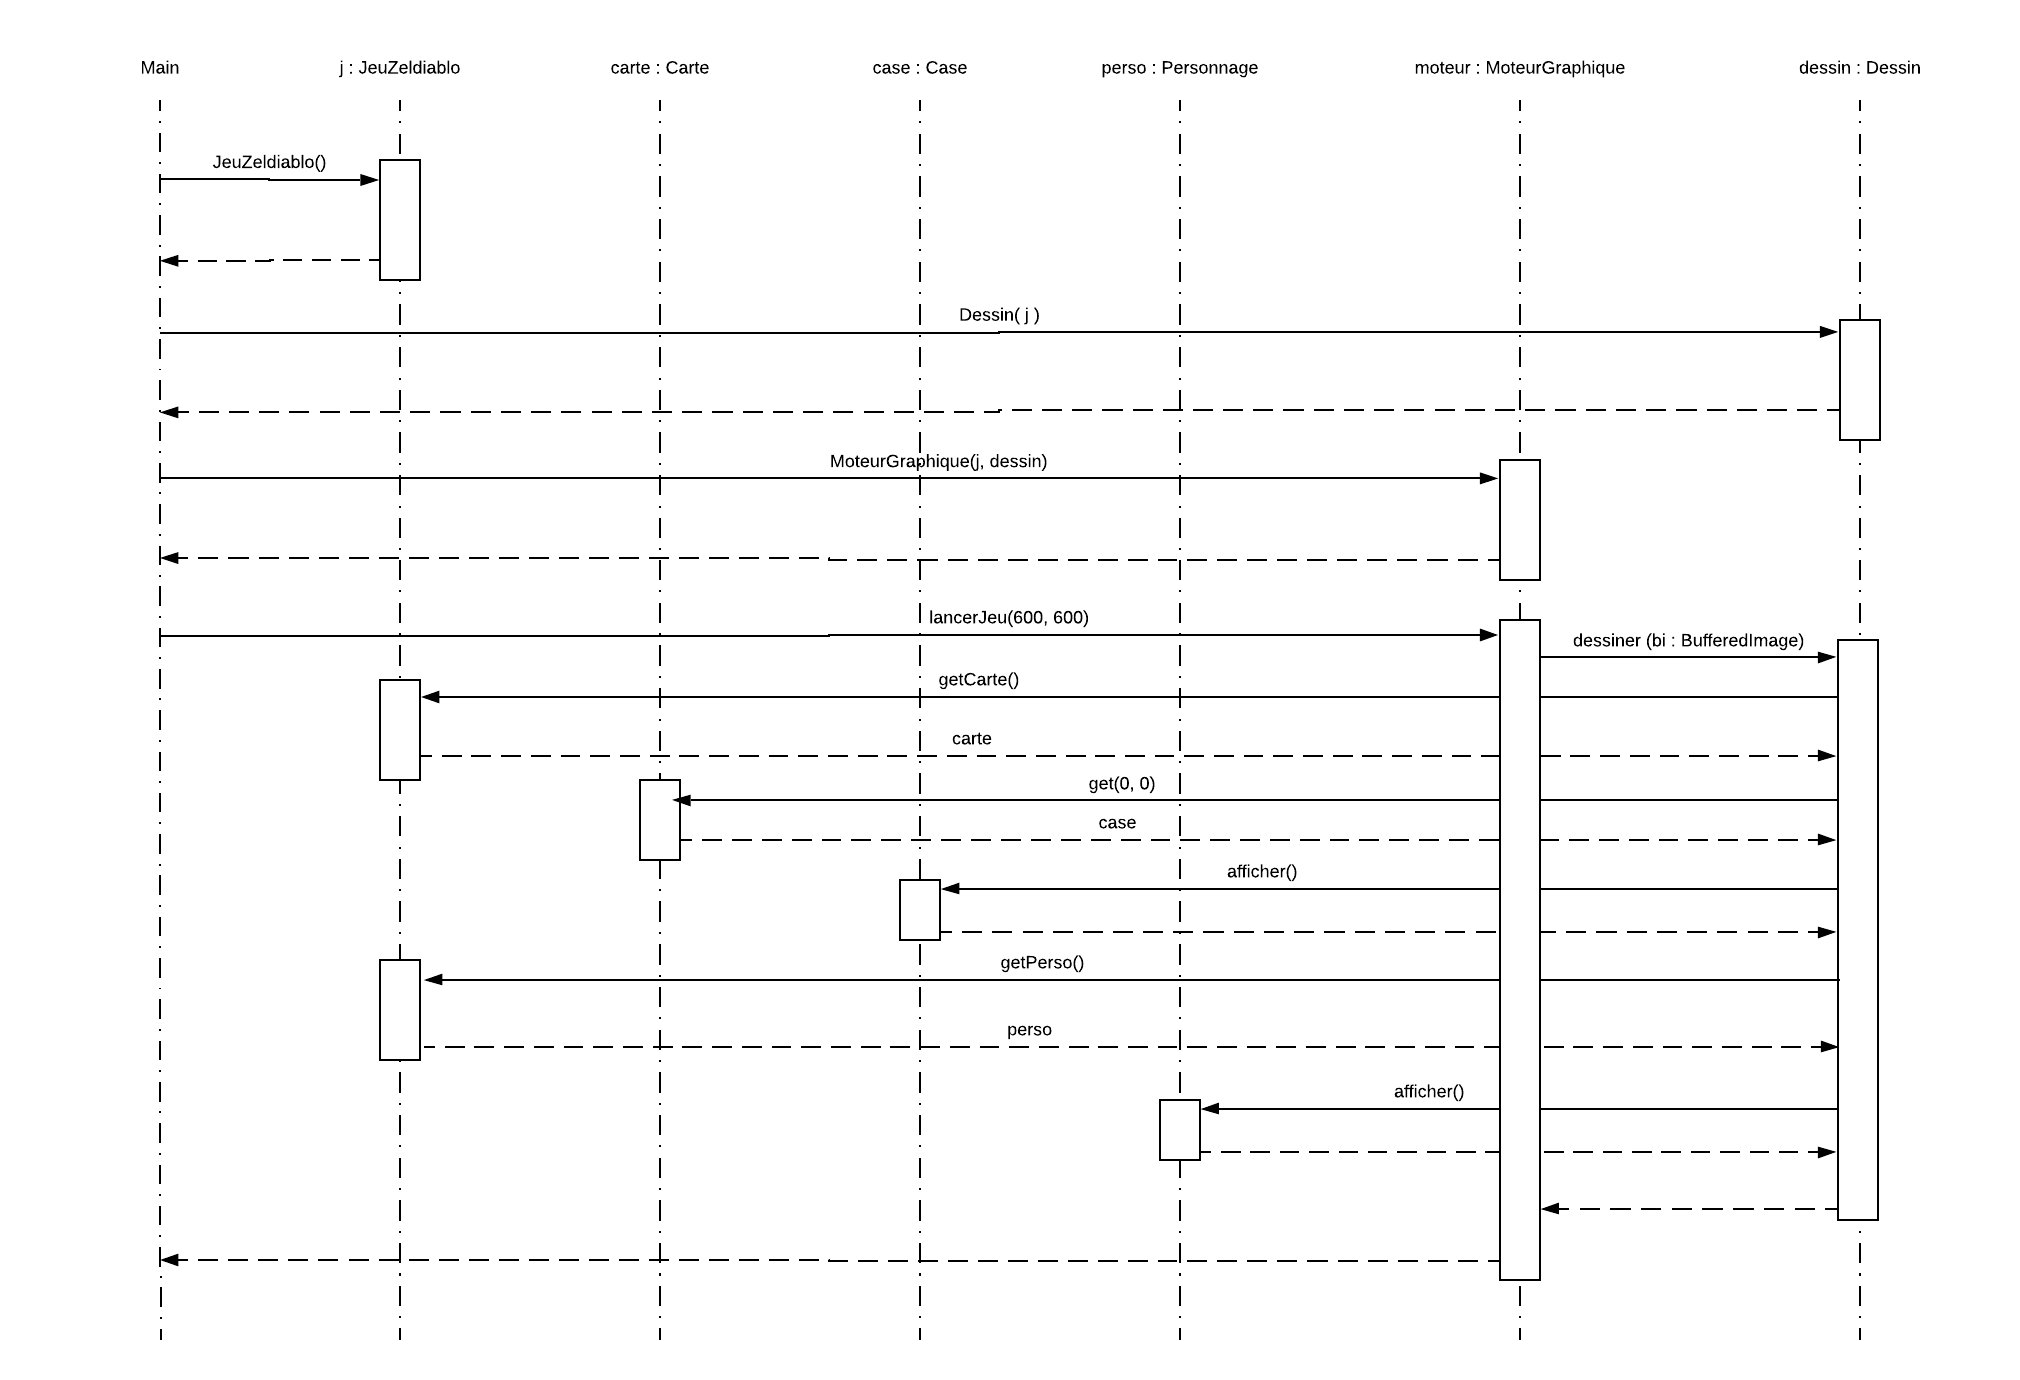 Main
j : JeuZeldiablo
carte : Carte
case : Case
perso : Personnage
moteur : MoteurGraphique
dessin : Dessin
JeuZeldiablo()
Dessin( j )
MoteurGraphique(j, dessin)
lancerJeu(600, 600)
dessiner (bi : BufferedImage)
getCarte()
carte
get(0, 0)
case
afficher()
getPerso()
perso
afficher()